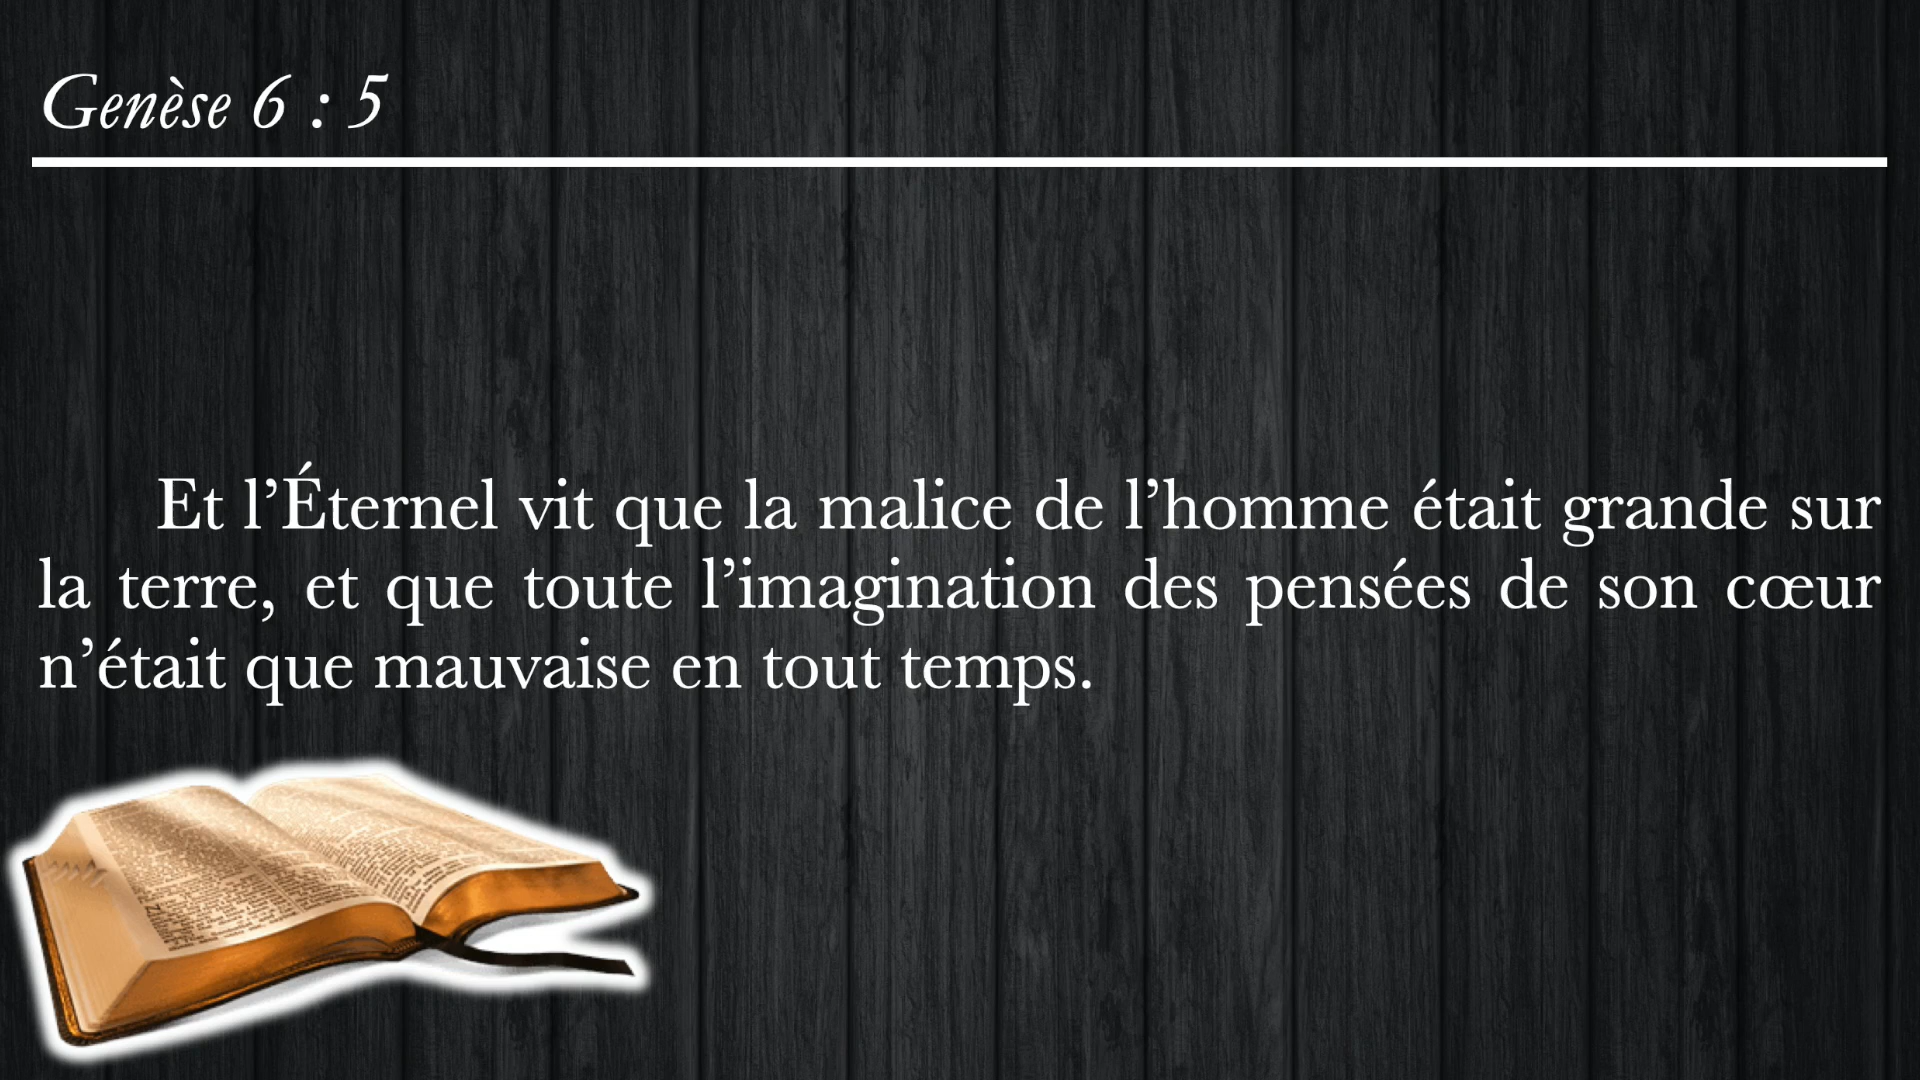 Genèse 6 : 5
Et l’Éternel vit que la malice de l’homme était grande sur
la terre, et que toute l’imagination des pensées de son cœur
n’était que mauvaise en tout temps.